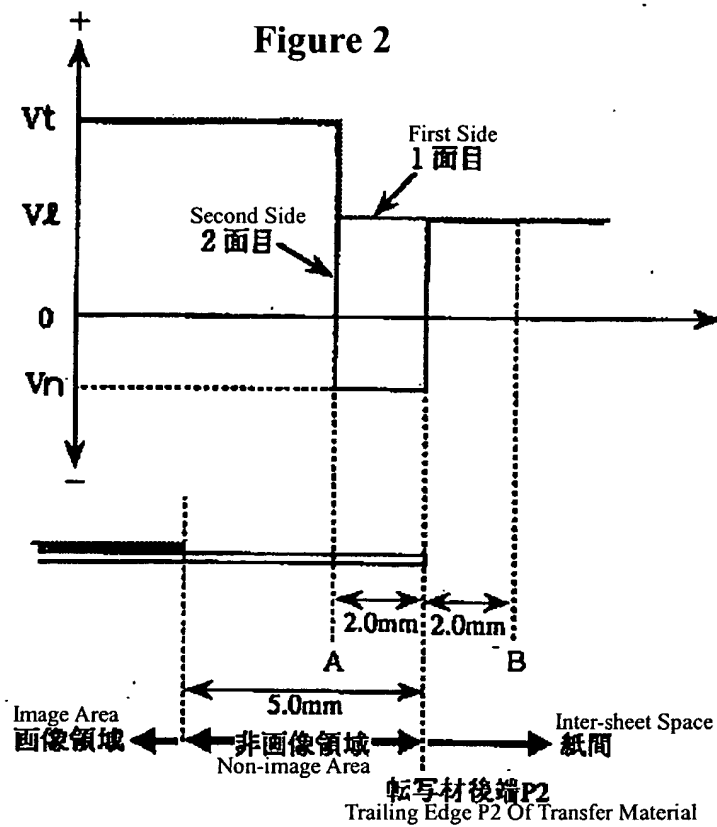 Figure 2
+
Vt
First Side
1面目
Vℓ
Second Side
2面目
0
Vn
−
2.0mm
2.0mm
A
B
5.0mm
Image Area
画像領域
非画像領域
Non-image Area
Inter-sheet Space
紙間
転写材後端P2
Trailing Edge P2 Of Transfer Material